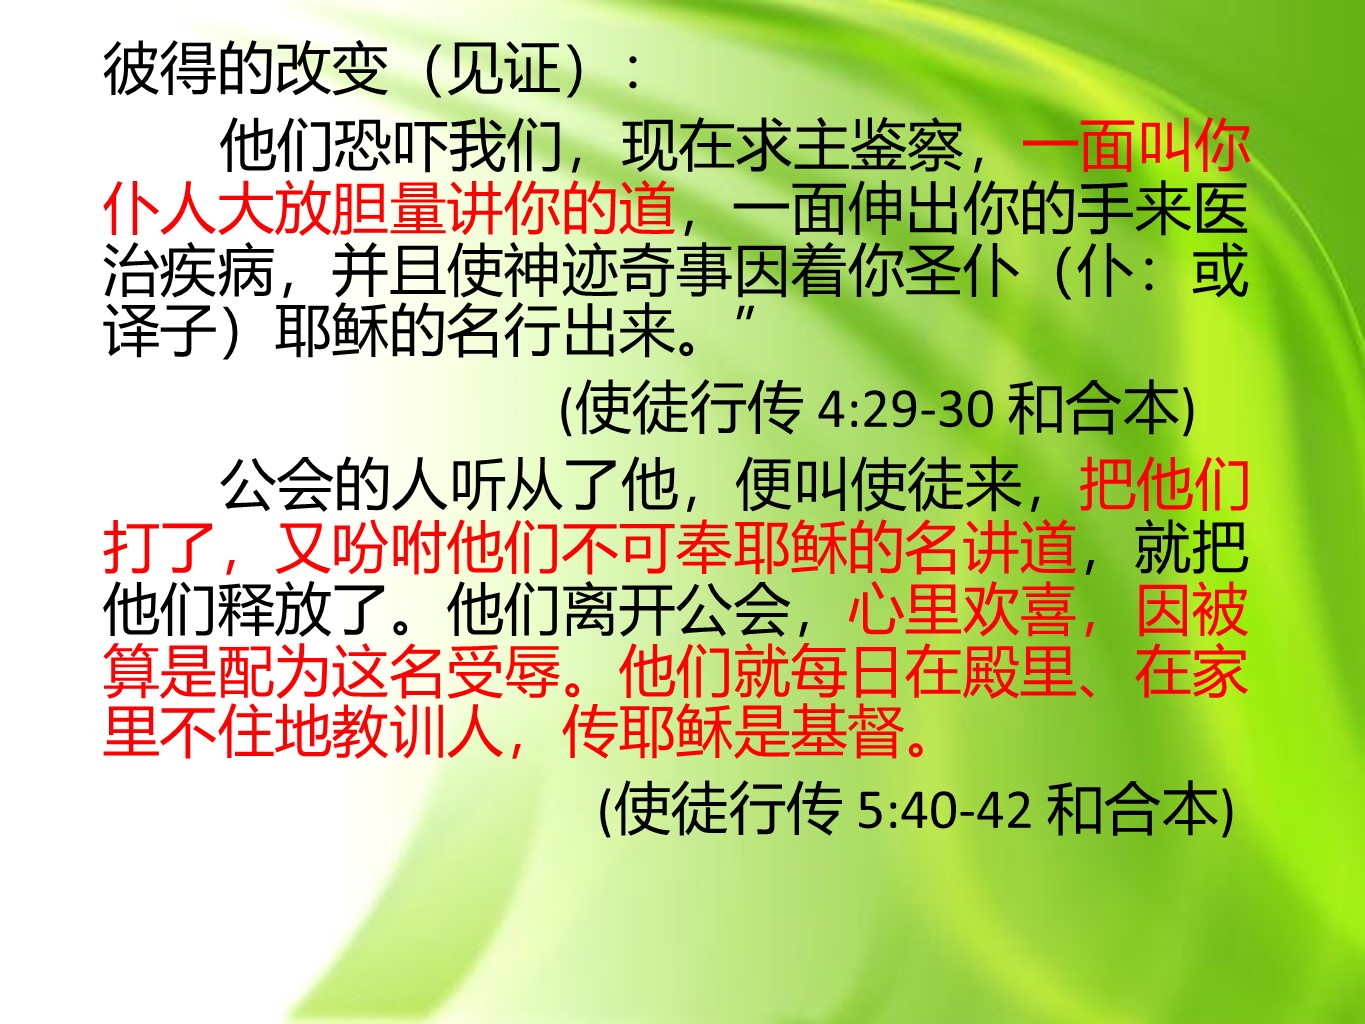 彼得的改变（见证）：
他们恐吓我们，现在求主鉴察，一面叫你
仆人大放胆量讲你的道，一面伸出你的手来医
治疾病，并且使神迹奇事因着你圣仆（仆：或
译子）耶稣的名行出来。”
(使徒行传 4:29-30 和合本)
公会的人听从了他，便叫使徒来，把他们
打了，又吩咐他们不可奉耶稣的名讲道，就把
他们释放了。他们离开公会，心里欢喜，因被
算是配为这名受辱。他们就每日在殿里、在家
里不住地教训人，传耶稣是基督。
(使徒行传 5:40-42 和合本)